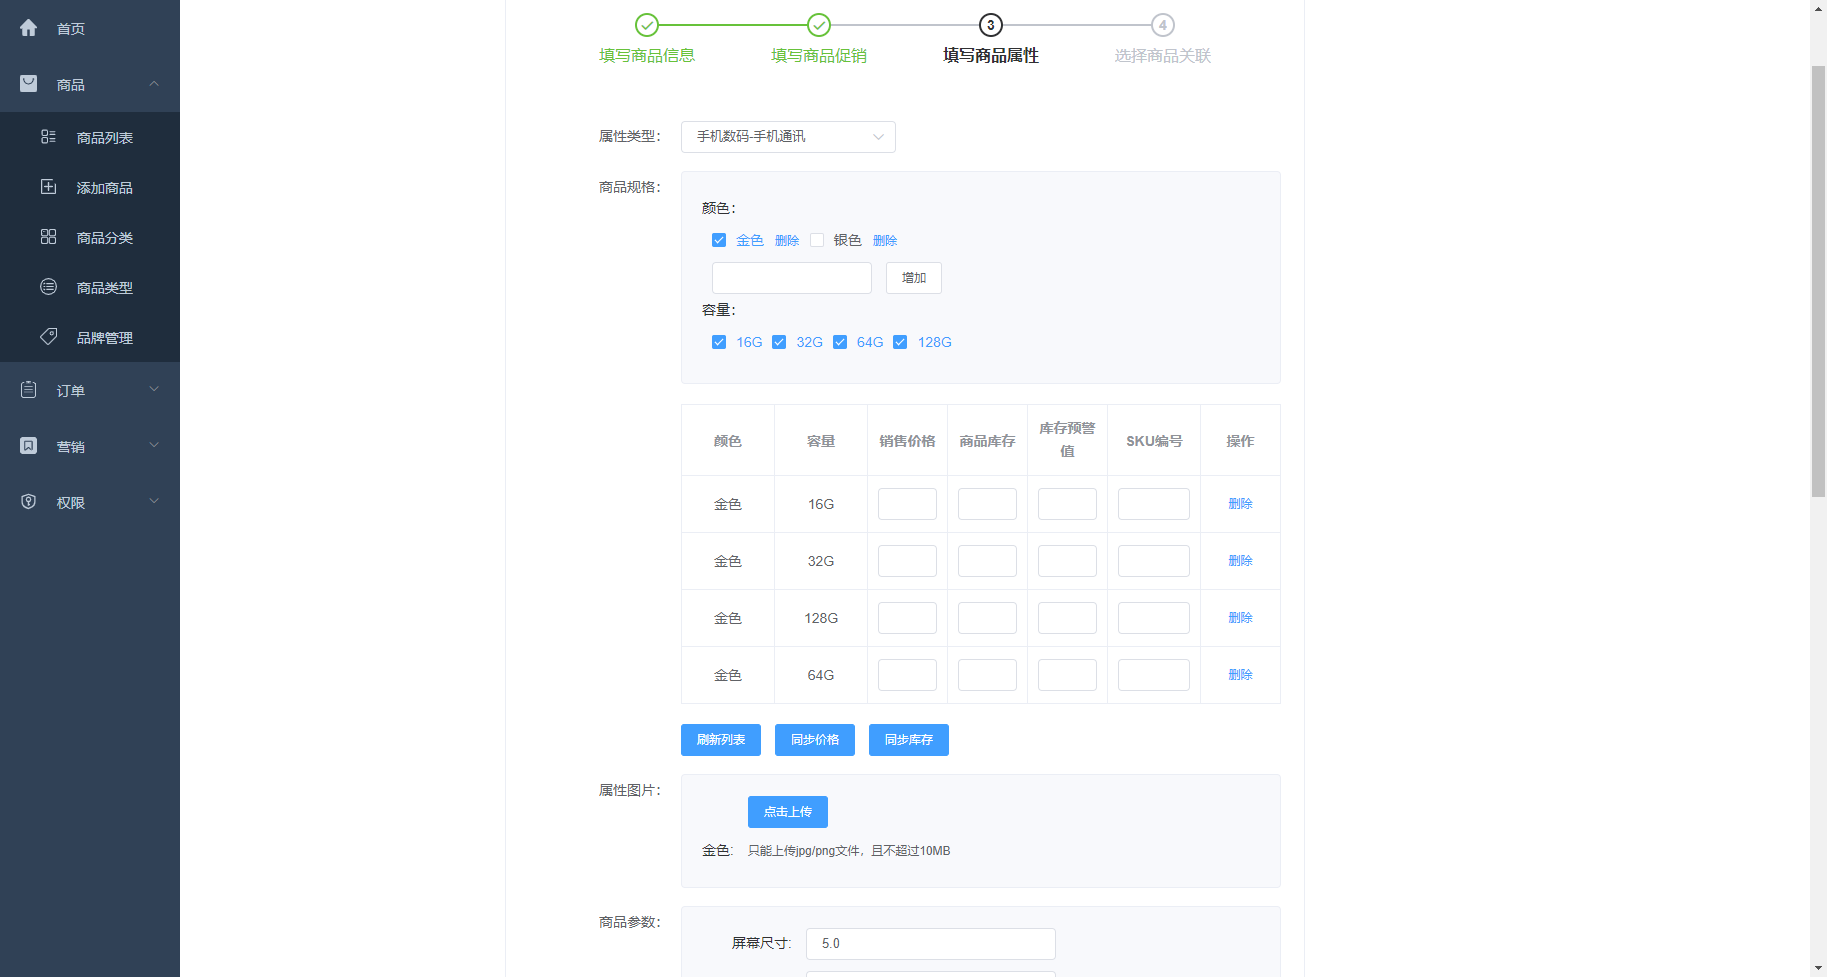 首页
商品
商品列表
添加商品
商品分类
商品类型
品牌管理
订单
营销
权限
3 4
填写商品信息 填写商品促销 填写商品属性 选择商品关联
属性类型： 手机数码-手机通讯
商品规格：
颜色：
金色 删除 银色 删除
增加
容量：
16G 32G 64G 128G
颜色 容量 销售价格 商品库存 库存预警值 SKU编号 操作
金色 16G 删除
金色 32G 删除
金色 128G 删除
金色 64G 删除
刷新列表 同步价格 同步库存
属性图片：
点击上传
金色: 只能上传jpg/png文件，且不超过10MB
商品参数：
屏幕尺寸: 5.0